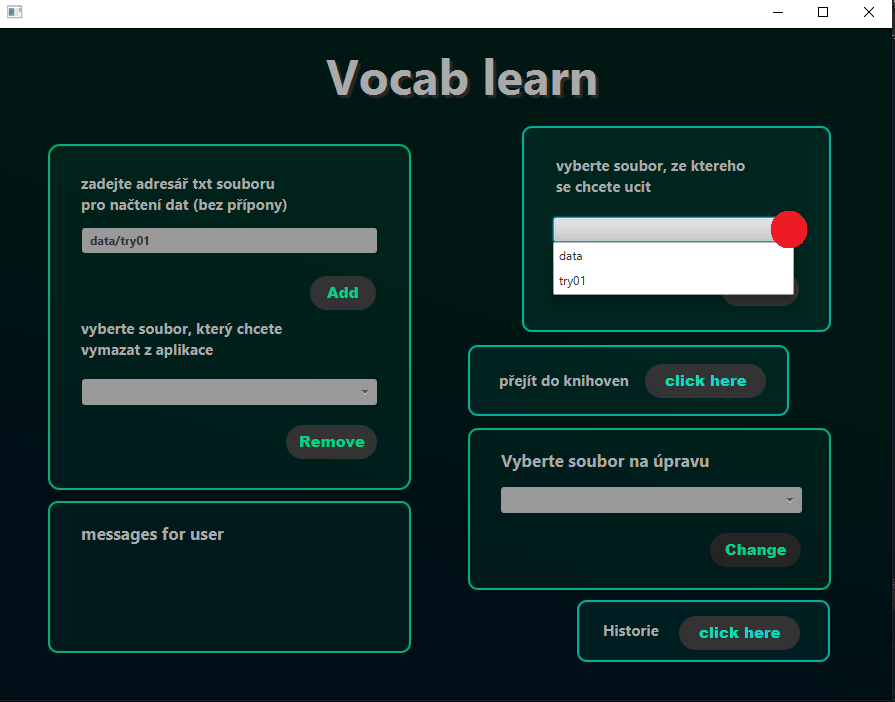 Vocab learn
zadejte adresář txt souboru
pro načtení dat (bez přípony)
data/try01
Add
vyberte soubor, který chcete
vymazat z aplikace
Remove
messages for user
vyberte soubor, ze ktereho
se chcete ucit
data
try01
přejít do knihoven
click here
Vyberte soubor na úpravu
Change
Historie
click here